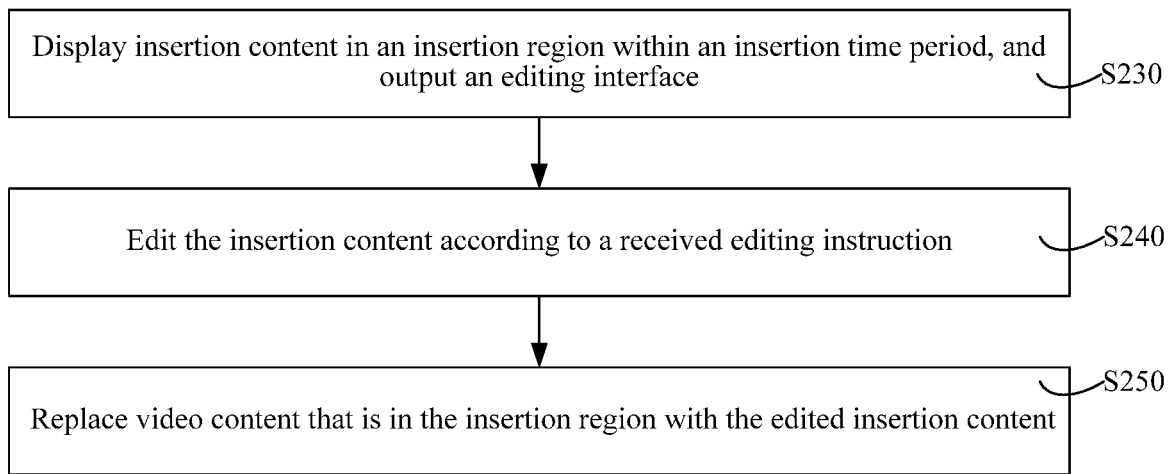 Display insertion content in an insertion region within an insertion time period, and
output an editing interface
S230
Edit the insertion content according to a received editing instruction
S240
S250
Replace video content that is in the insertion region with the edited insertion content